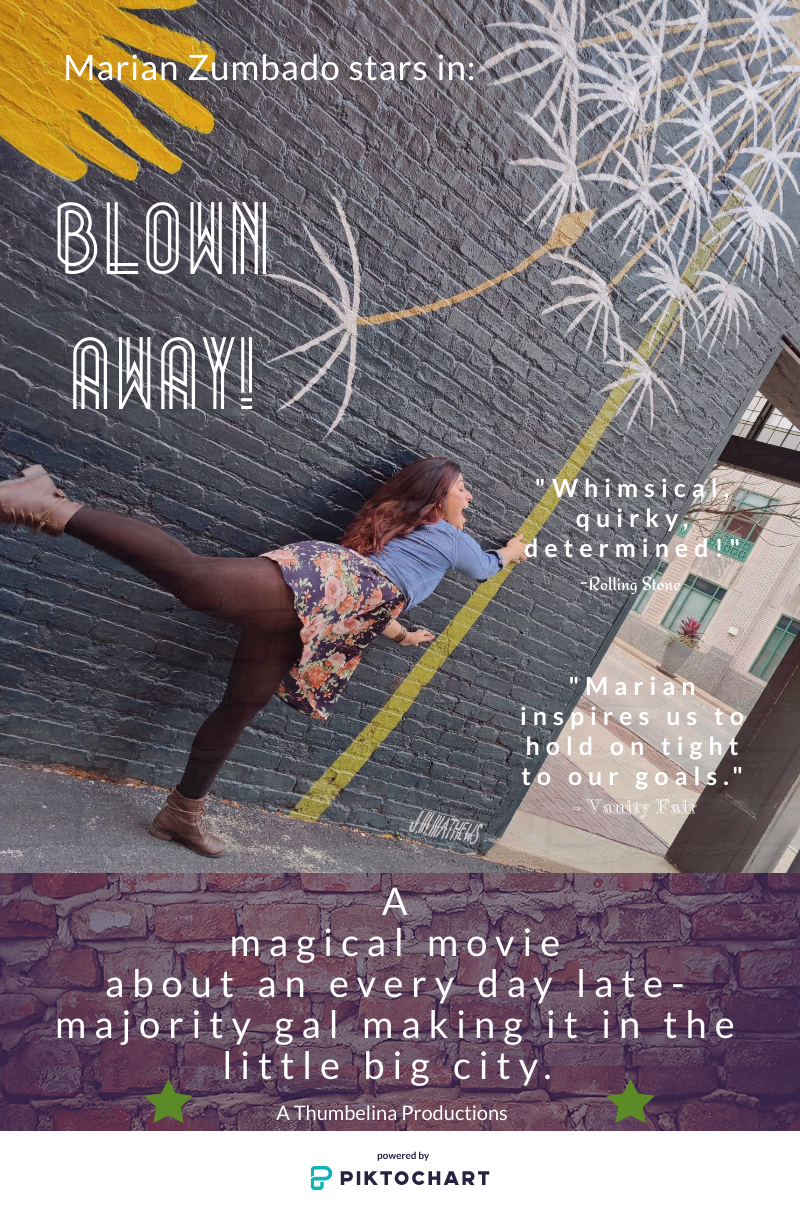 Marian Zumbado stars in:
BLOWN
AWAY!
"Whimsical,
quirky,
determined!"
-Rolling Stone
"Marian
inspires us to
hold on tight
to our goals."
- Vanity Fair
J.H.MATHEWS
A
magical movie
about an every day late-
majority gal making it in the
little big city.
A Thumbelina Productions
powered by
PIKTOCHART